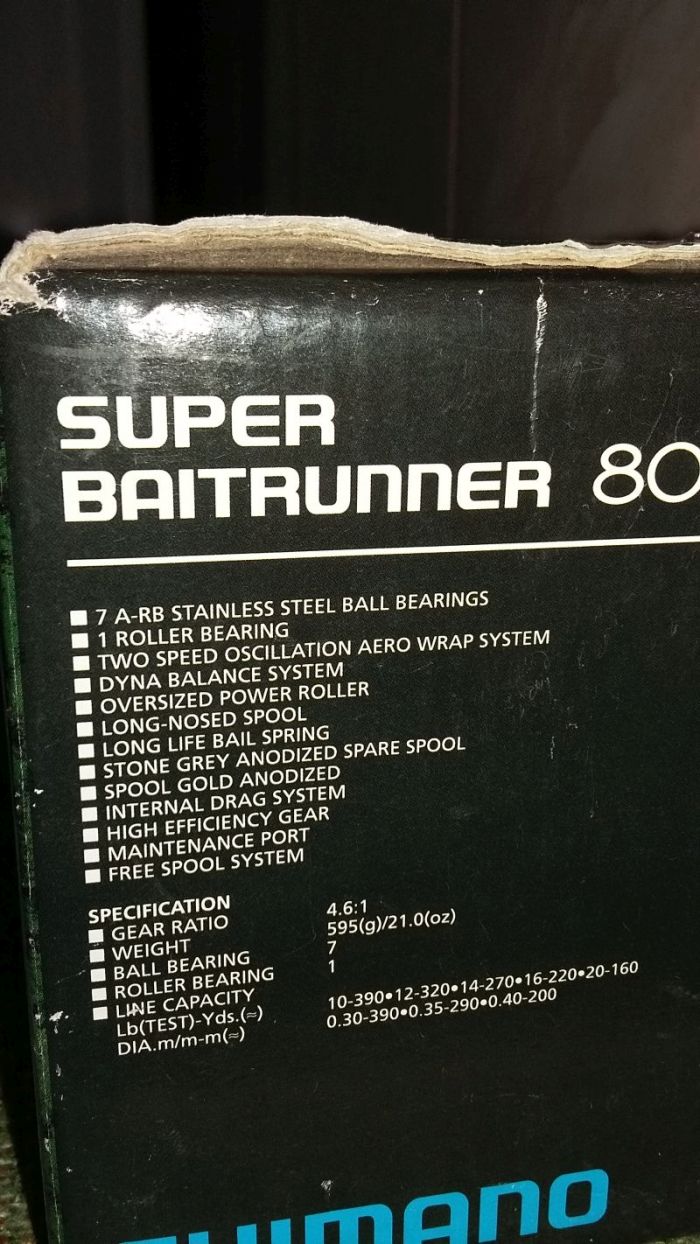 SUPER
BAITRUNNER 80
7 A-RB STAINLESS STEEL BALL BEARINGS
1 ROLLER BEARING
TWO SPEED OSCILLATION AERO WRAP SYSTEM
DYNA BALANCE SYSTEM
OVERSIZED POWER ROLLER
LONG-NOSED SPOOL
LONG LIFE BAIL SPRING
STONE GREY ANODIZED SPARE SPOOL
SPOOL GOLD ANODIZED
INTERNAL DRAG SYSTEM
HIGH EFFICIENCY GEAR
MAINTENANCE PORT
FREE SPOOL SYSTEM
SPECIFICATION
GEAR RATIO 4.6:1
WEIGHT 595(g)/21.0(oz)
BALL BEARING 7
ROLLER BEARING 1
LINE CAPACITY
Lb(TEST)-Yds.(≈) 10-390•12-320•14-270•16-220•20-160
DIA.m/m-m(≈) 0.30-390•0.35-290•0.40-200
SHIMANO